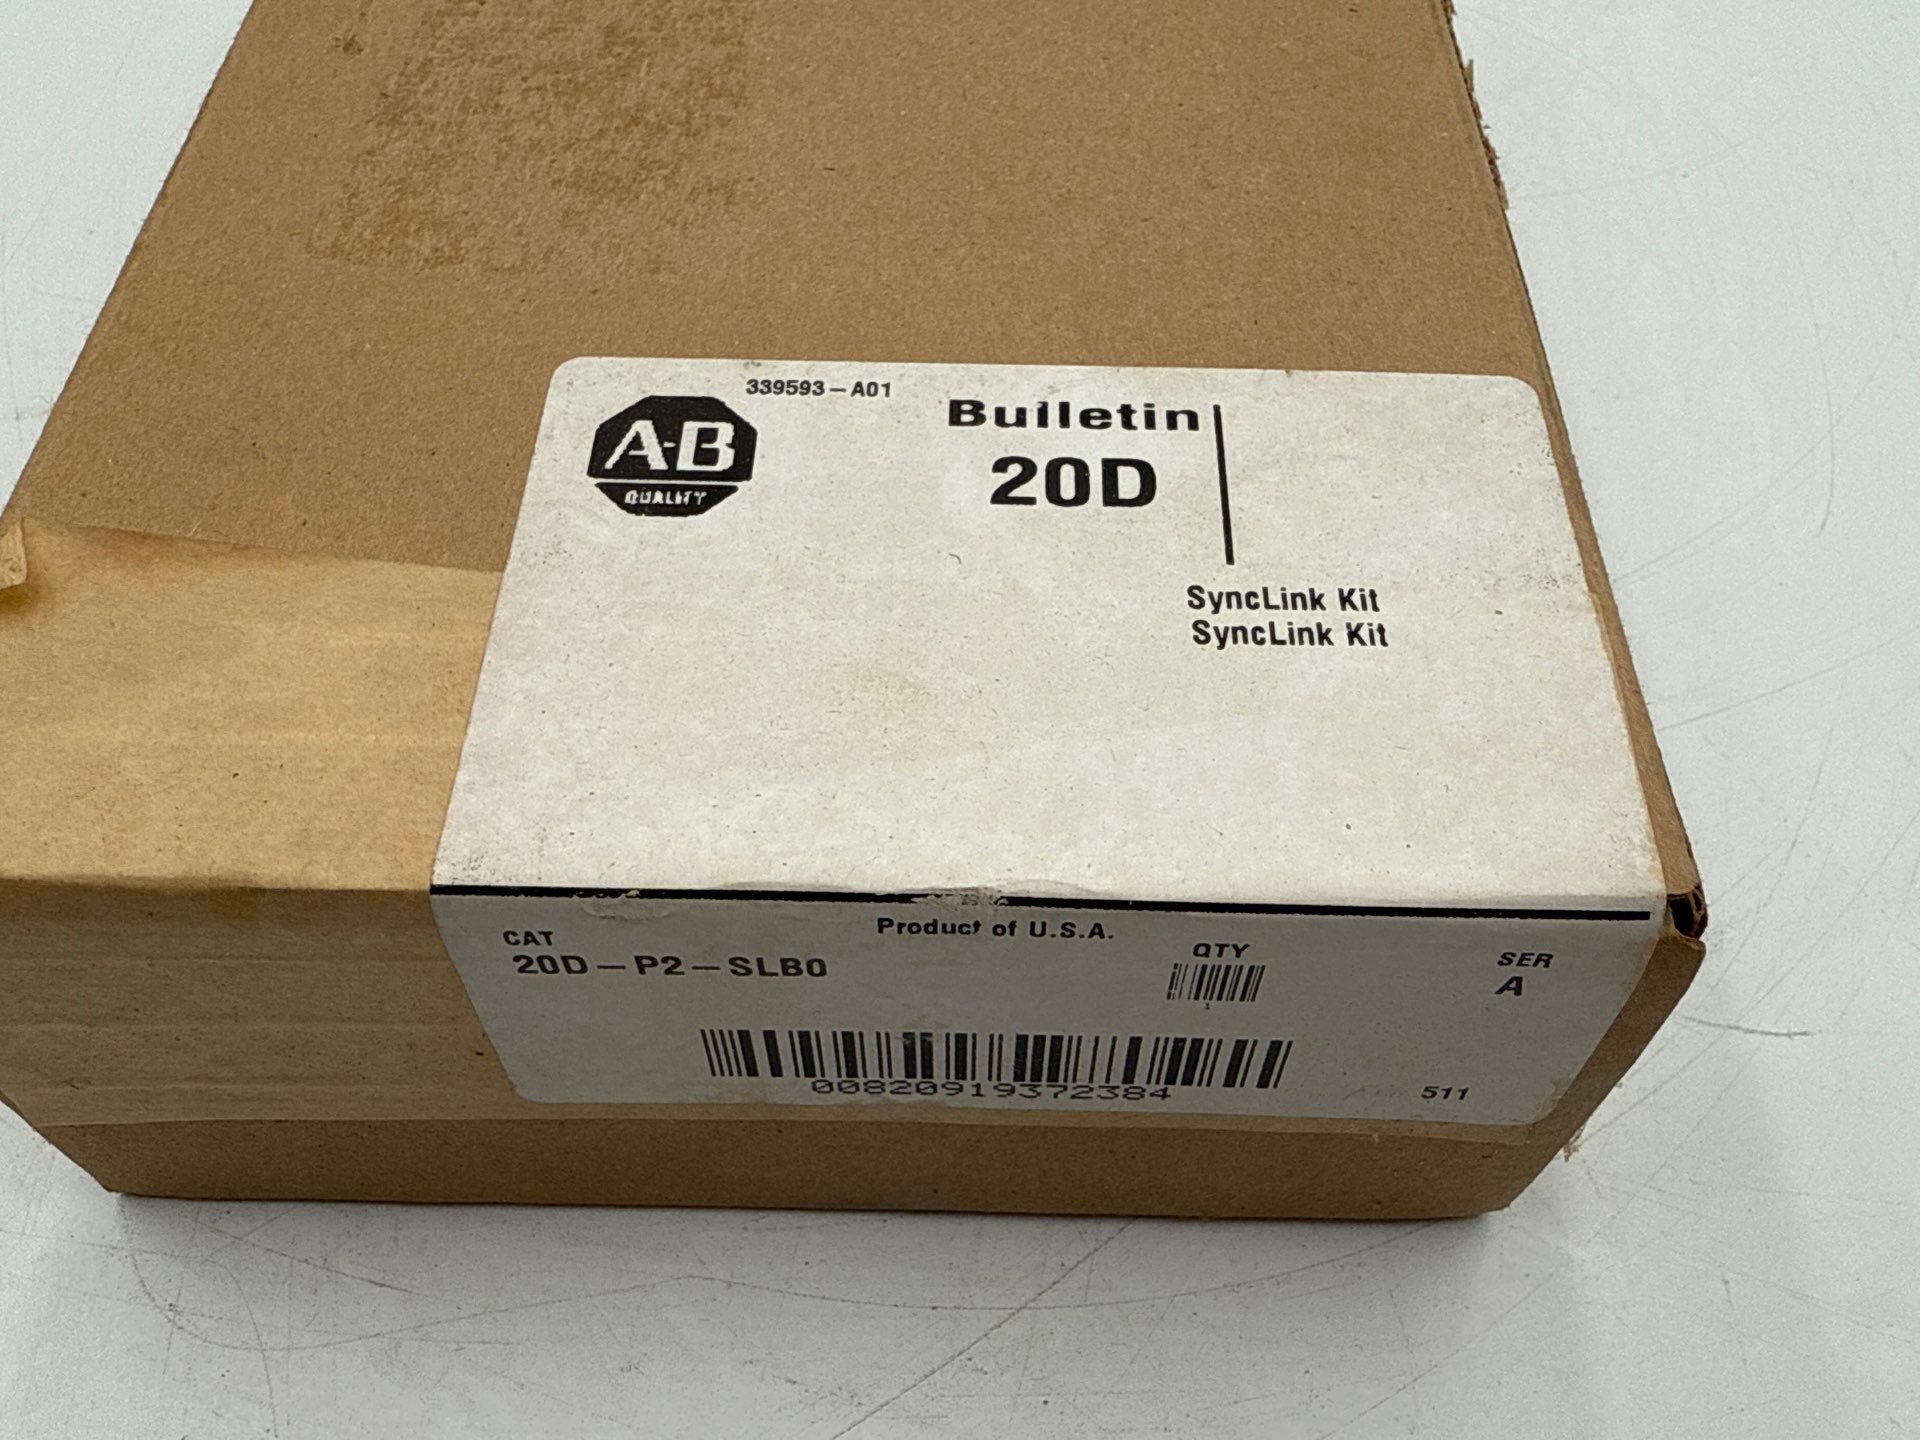 339593-A01
A-B
QUALITY
Bulletin
20D
SyncLink Kit
SyncLink Kit
Product of U.S.A.
CAT
20D-P2-SLB0
QTY
1
SER
A
00820919372384
511